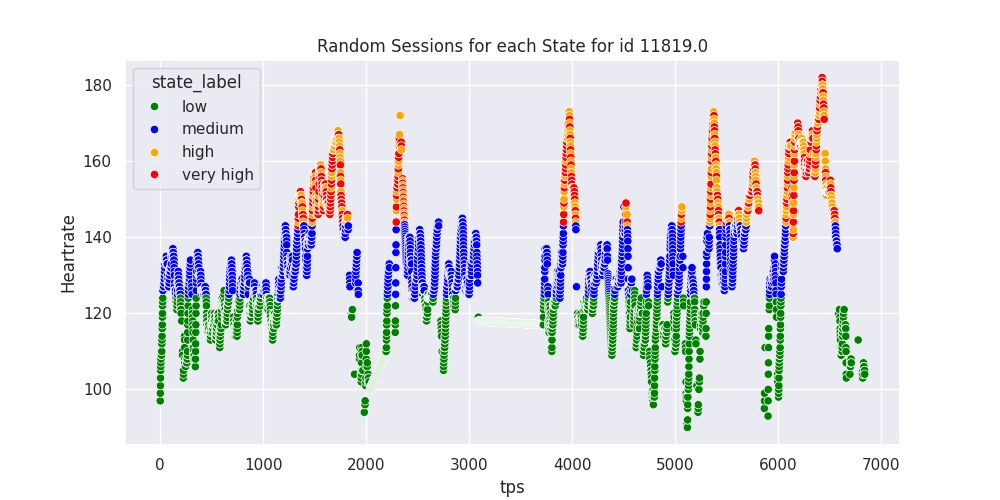 Random Sessions for each State for id 11819.0
state_label
low
medium
high
very high
Heartrate
180
160
140
120
100
0 1000 2000 3000 4000 5000 6000 7000
tps